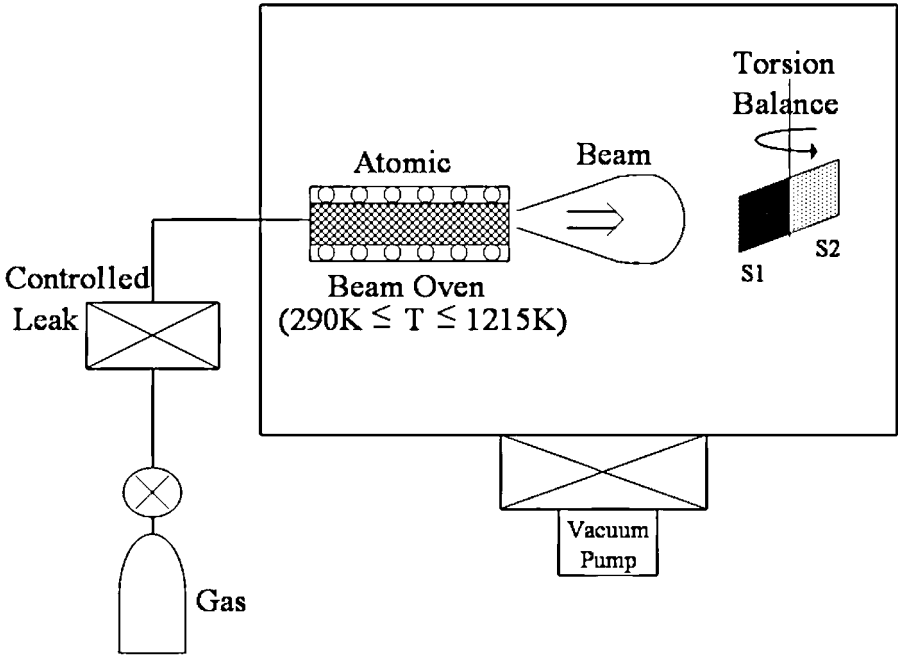 Torsion
Balance
Atomic
Beam
S1
S2
Beam Oven
(290K ≤ T ≤ 1215K)
Controlled
Leak
Vacuum
Pump
Gas